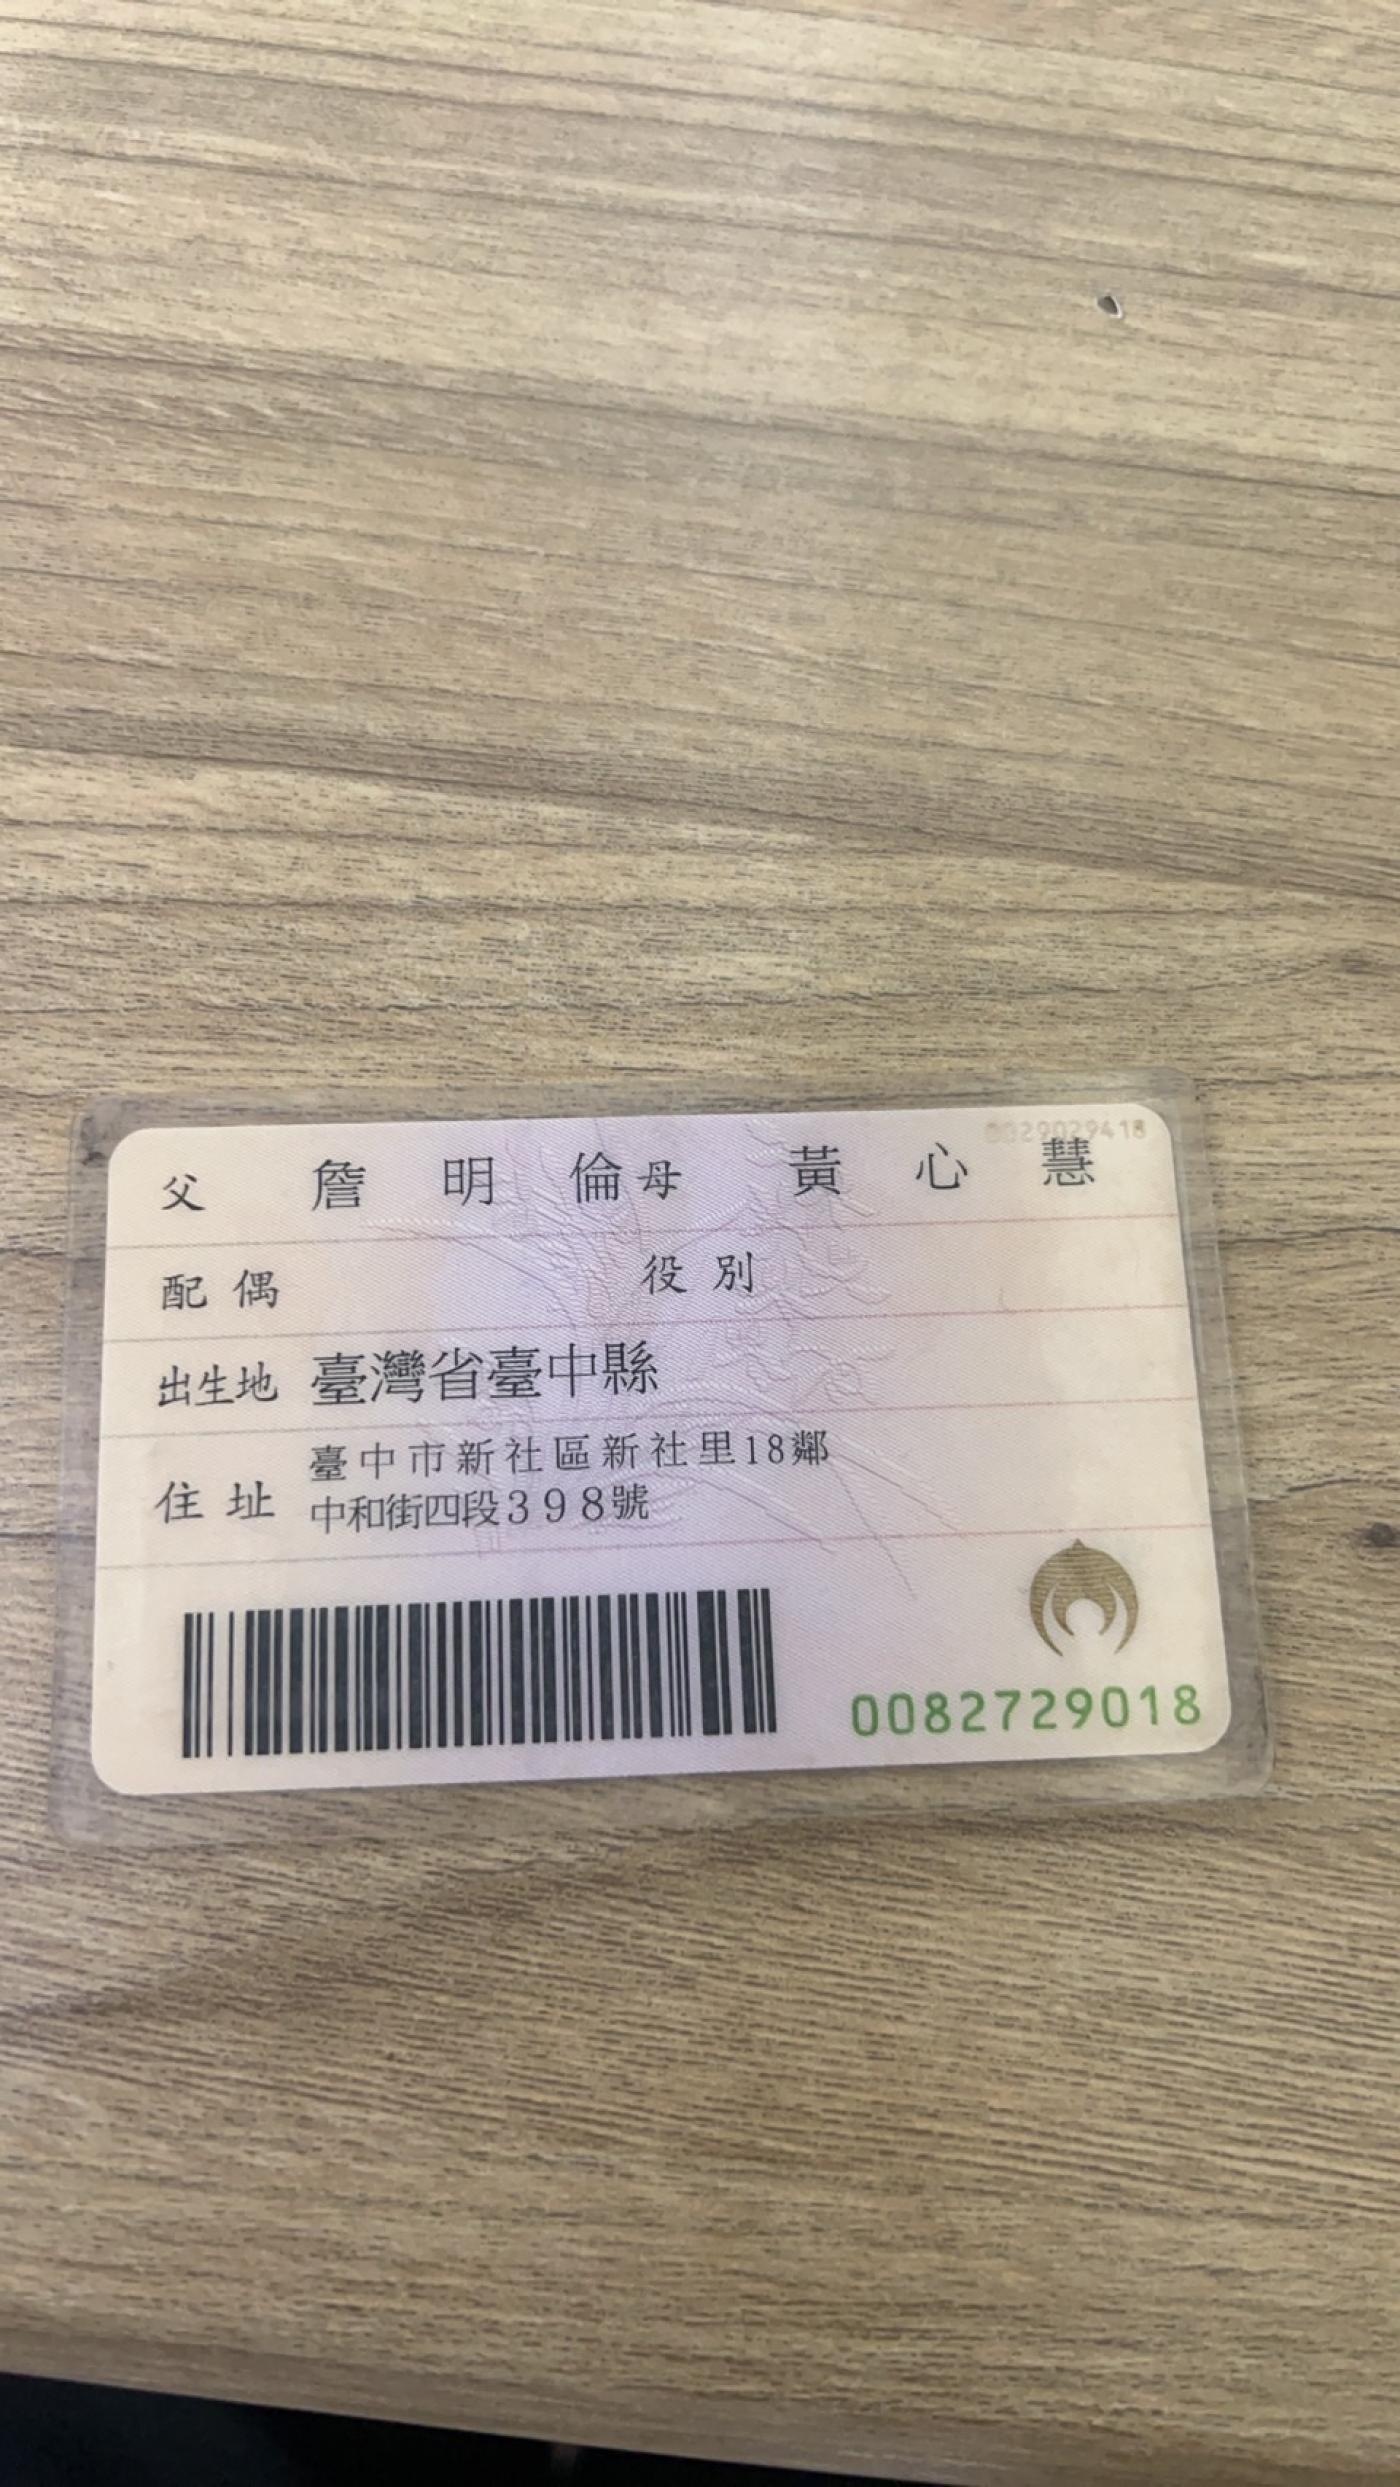 0029029418
父 詹明倫 母 黃心慧
配偶 役別
出生地 臺灣省臺中縣
住址 臺中市新社區新社里18鄰
中和街四段398號
0082729018